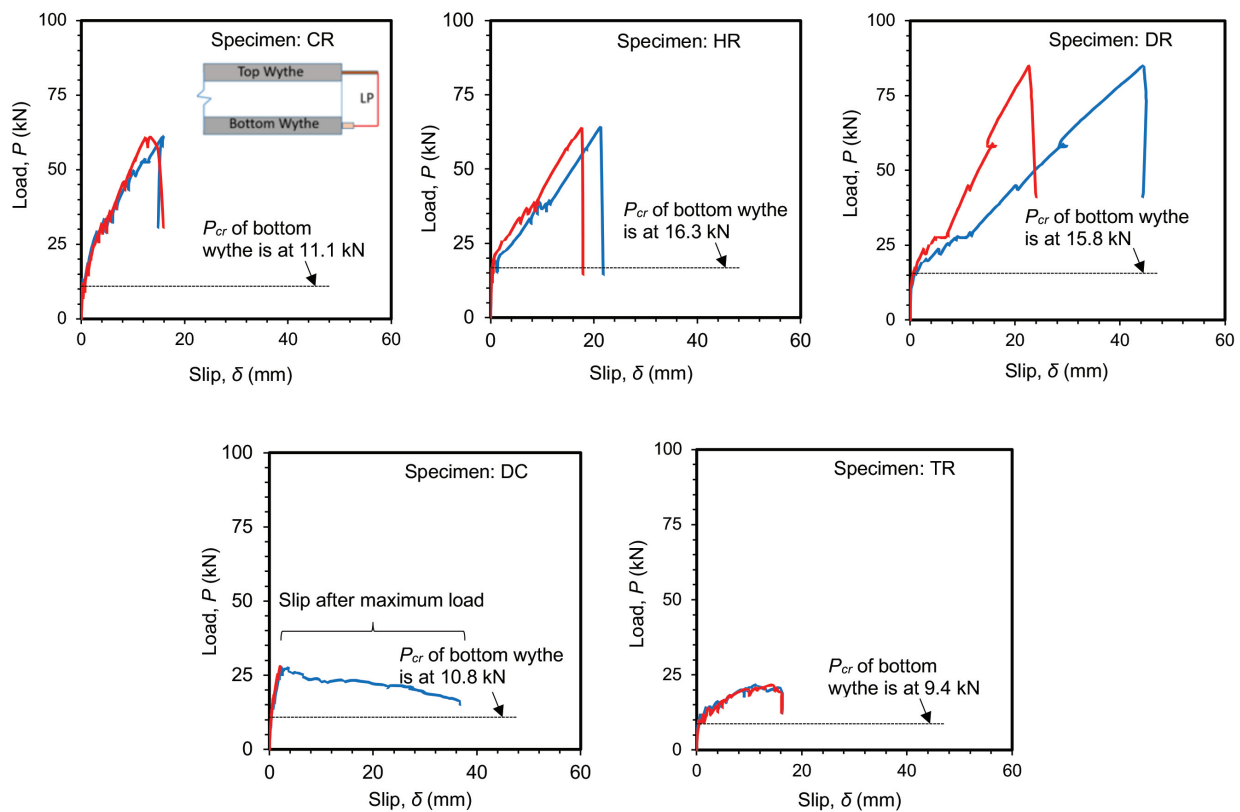 Specimen: CR
Top Wythe
LP
Bottom Wythe
P_cr of bottom
wythe is at 11.1 kN
Load, P (kN)
100
75
50
25
0
0
20
40
60
Slip, δ (mm)
Specimen: HR
P_cr of bottom wythe
is at 16.3 kN
Load, P (kN)
100
75
50
25
0
0
20
40
60
Slip, δ (mm)
Specimen: DR
P_cr of bottom wythe
is at 15.8 kN
Load, P (kN)
100
75
50
25
0
0
20
40
60
Slip, δ (mm)
Specimen: DC
Slip after maximum load
P_cr of bottom wythe
is at 10.8 kN
Load, P (kN)
100
75
50
25
0
0
20
40
60
Slip, δ (mm)
Specimen: TR
P_cr of bottom
wythe is at 9.4 kN
Load, P (kN)
100
75
50
25
0
0
20
40
60
Slip, δ (mm)